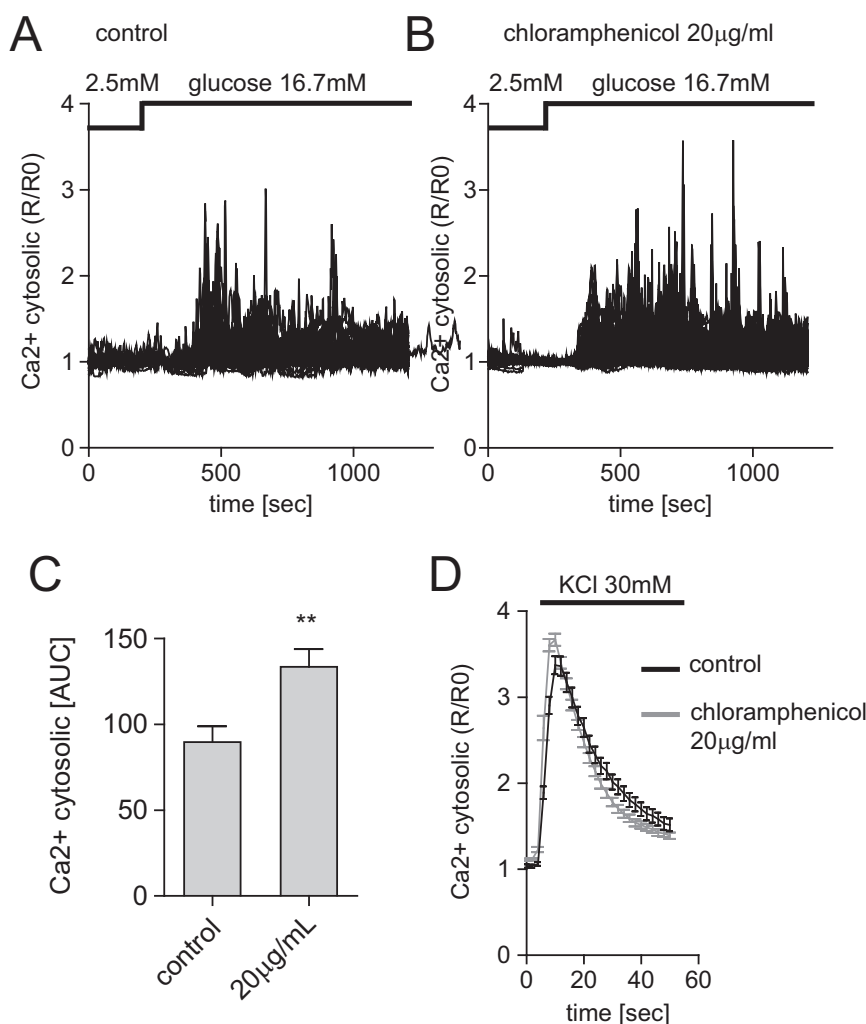 A
control
2.5mM
glucose 16.7mM
Ca2+ cytosolic (R/R0)
4
3
2
1
0
0
500
1000
time [sec]
B
chloramphenicol 20μg/ml
2.5mM
glucose 16.7mM
Ca2+ cytosolic (R/R0)
4
3
2
1
0
0
500
1000
time [sec]
C
Ca2+ cytosolic [AUC]
150
100
50
0
**
control
20μg/mL
D
KCl 30mM
Ca2+ cytosolic (R/R0)
4
3
2
1
0
control
chloramphenicol
20μg/ml
0
20
40
60
time [sec]